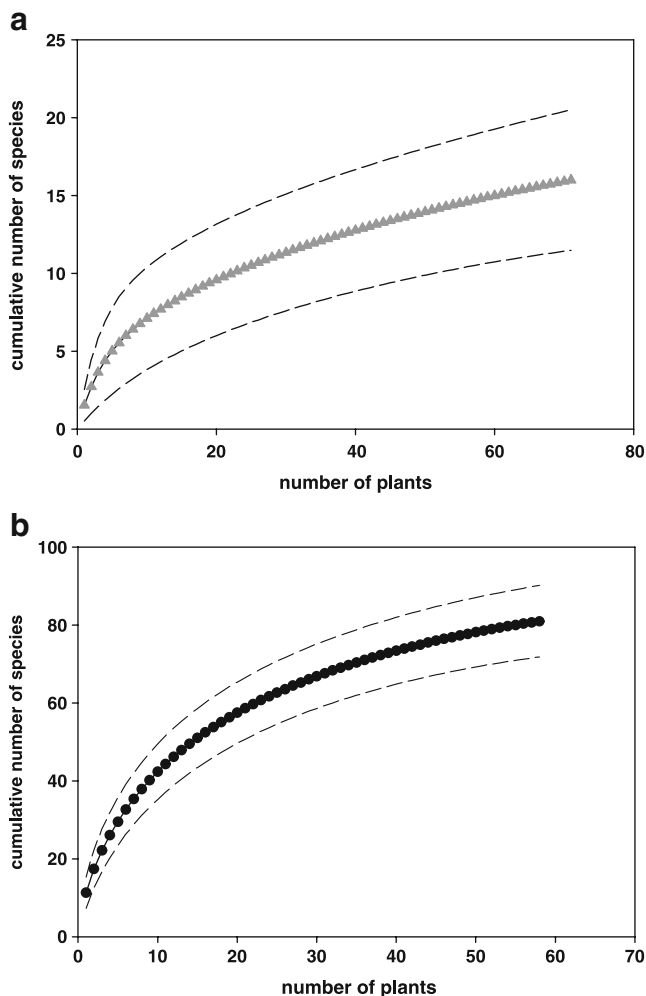 a
25
20
15
10
5
0
cumulative number of species
0 20 40 60 80
number of plants
b
100
80
60
40
20
0
cumulative number of species
0 10 20 30 40 50 60 70
number of plants